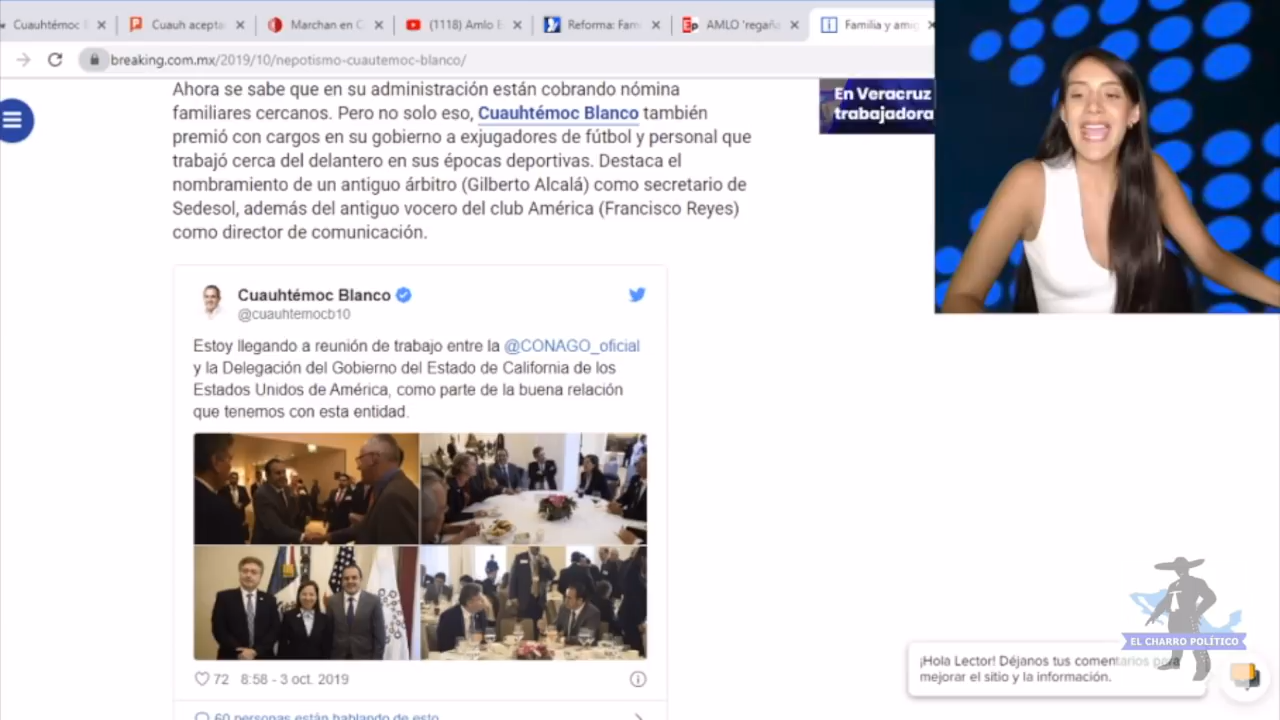 Cuauhtémoc
Cuauh acepta
Marchan en C
(1118) Amlo E
Reforma: Fam
AMLO 'regaña
Familia y ami
breaking.com.mx/2019/10/nepotismo-cuautemoc-blanco/
Ahora se sabe que en su administración están cobrando nómina
familiares cercanos. Pero no solo eso, Cuauhtémoc Blanco también
premió con cargos en su gobierno a exjugadores de fútbol y personal que
trabajó cerca del delantero en sus épocas deportivas. Destaca el
nombramiento de un antiguo árbitro (Gilberto Alcalá) como secretario de
Sedesol, además del antiguo vocero del club América (Francisco Reyes)
como director de comunicación.
En Veracruz
trabajadora
Cuauhtémoc Blanco
@cuauhtemocb10
Estoy llegando a reunión de trabajo entre la @CONAGO_oficial
y la Delegación del Gobierno del Estado de California de los
Estados Unidos de América, como parte de la buena relación
que tenemos con esta entidad.
72 8:58 - 3 oct. 2019
60 personas están hablando de esto
EL CHARRO POLÍTICO
¡Hola Lector! Déjanos tus comentarios para
mejorar el sitio y la información.